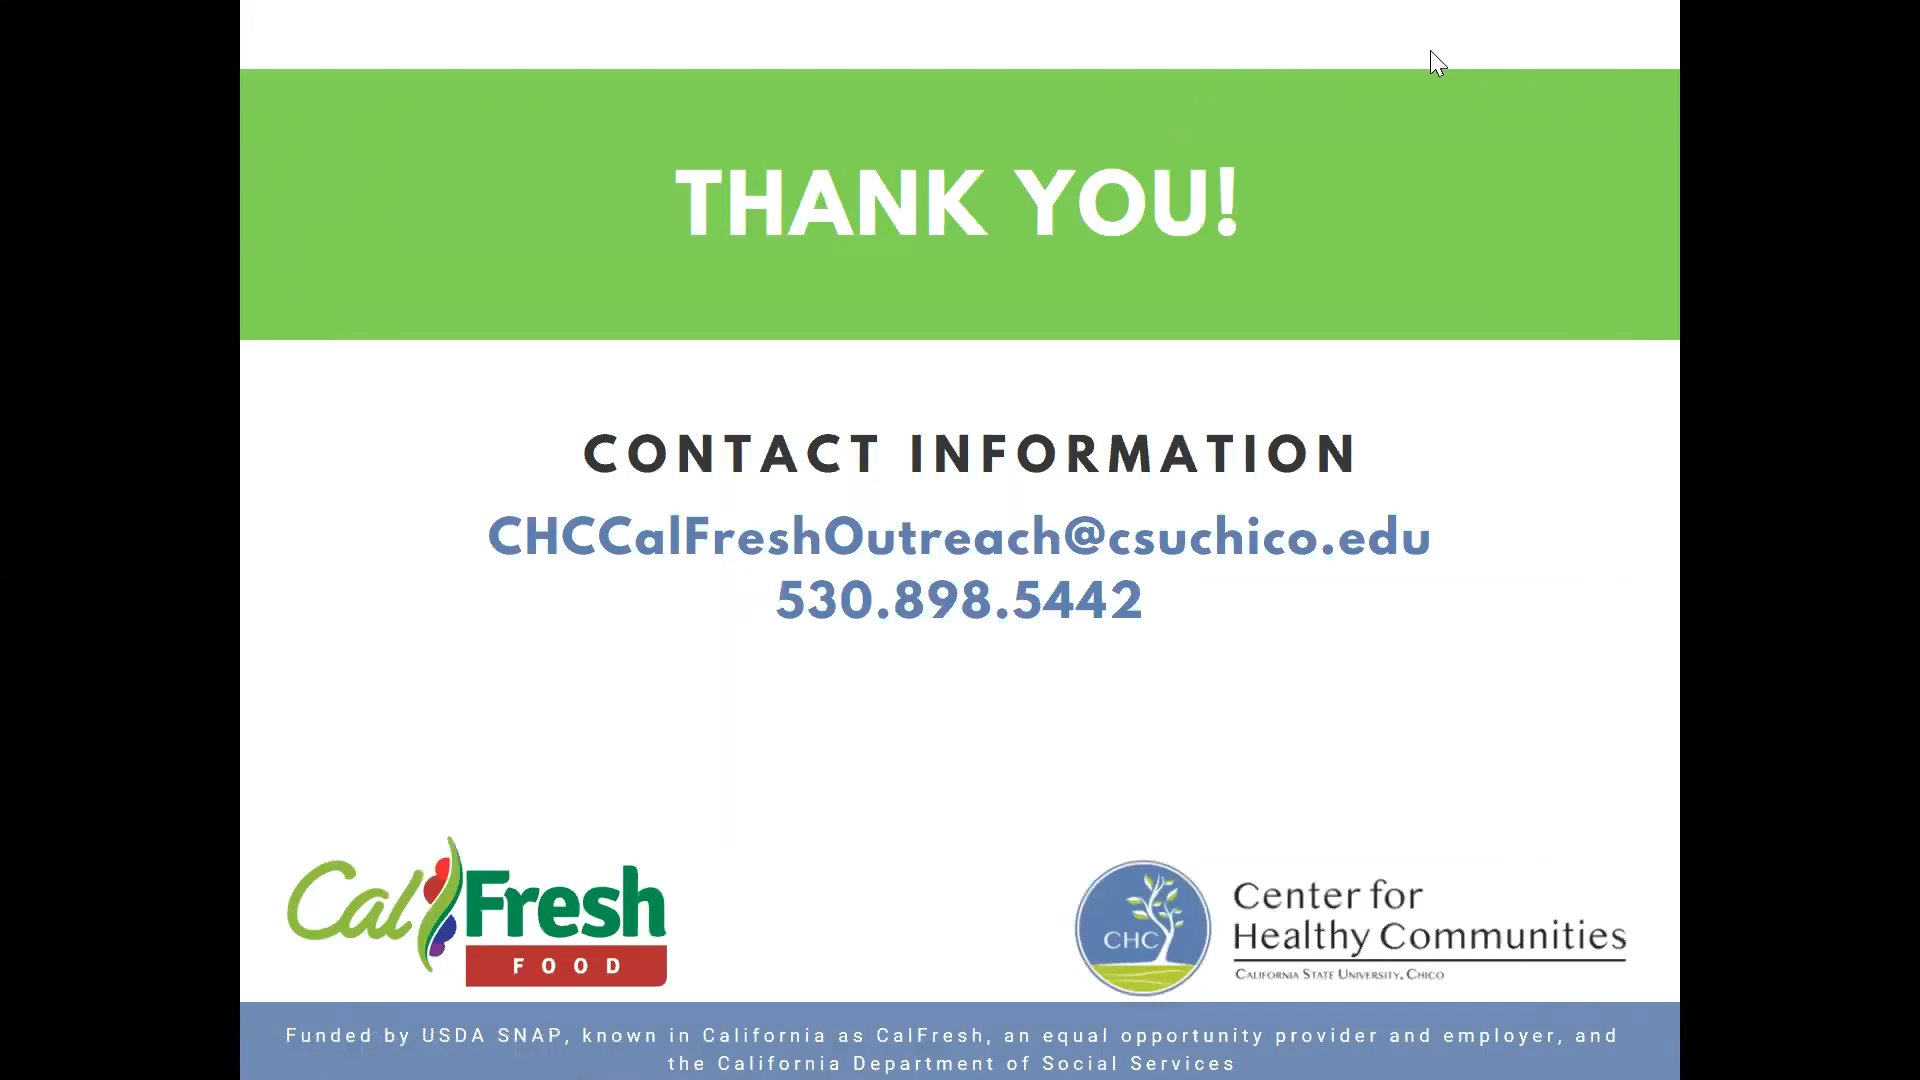 THANK YOU!
CONTACT INFORMATION
CHCCalFreshOutreach@csuchico.edu
530.898.5442
CalFresh
FOOD
CHC
Center for
Healthy Communities
CALIFORNIA STATE UNIVERSITY, CHICO
Funded by USDA SNAP, known in California as CalFresh, an equal opportunity provider and employer, and
the California Department of Social Services